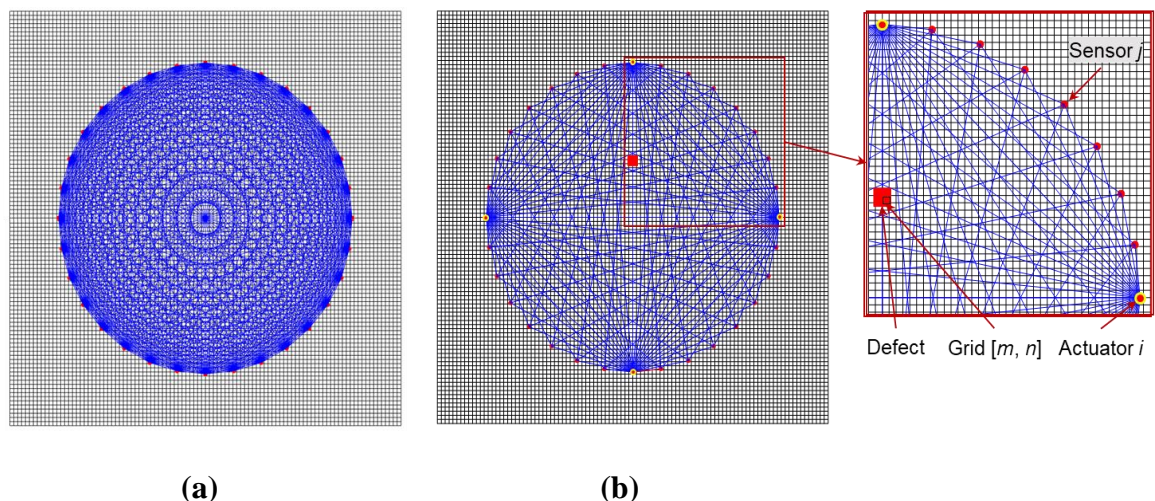 Sensor j
Defect Grid [m, n] Actuator i
(a) (b)